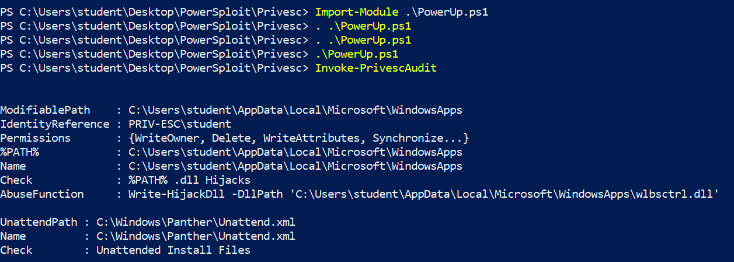 PS C:\Users\student\Desktop\PowerSploit\Privesc> Import-Module .\PowerUp.ps1
PS C:\Users\student\Desktop\PowerSploit\Privesc> . .\PowerUp.ps1
PS C:\Users\student\Desktop\PowerSploit\Privesc> . .\PowerUp.ps1
PS C:\Users\student\Desktop\PowerSploit\Privesc> .\PowerUp.ps1
PS C:\Users\student\Desktop\PowerSploit\Privesc> Invoke-PrivescAudit
ModifiablePath    : C:\Users\student\AppData\Local\Microsoft\WindowsApps
IdentityReference : PRIV-ESC\student
Permissions       : {WriteOwner, Delete, WriteAttributes, Synchronize...}
%PATH%            : C:\Users\student\AppData\Local\Microsoft\WindowsApps
Name              : C:\Users\student\AppData\Local\Microsoft\WindowsApps
Check             : %PATH% .dll Hijacks
AbuseFunction     : Write-HijackDll -DllPath 'C:\Users\student\AppData\Local\Microsoft\WindowsApps\wlbsctrl.dll'
UnattendPath : C:\Windows\Panther\Unattend.xml
Name         : C:\Windows\Panther\Unattend.xml
Check        : Unattended Install Files